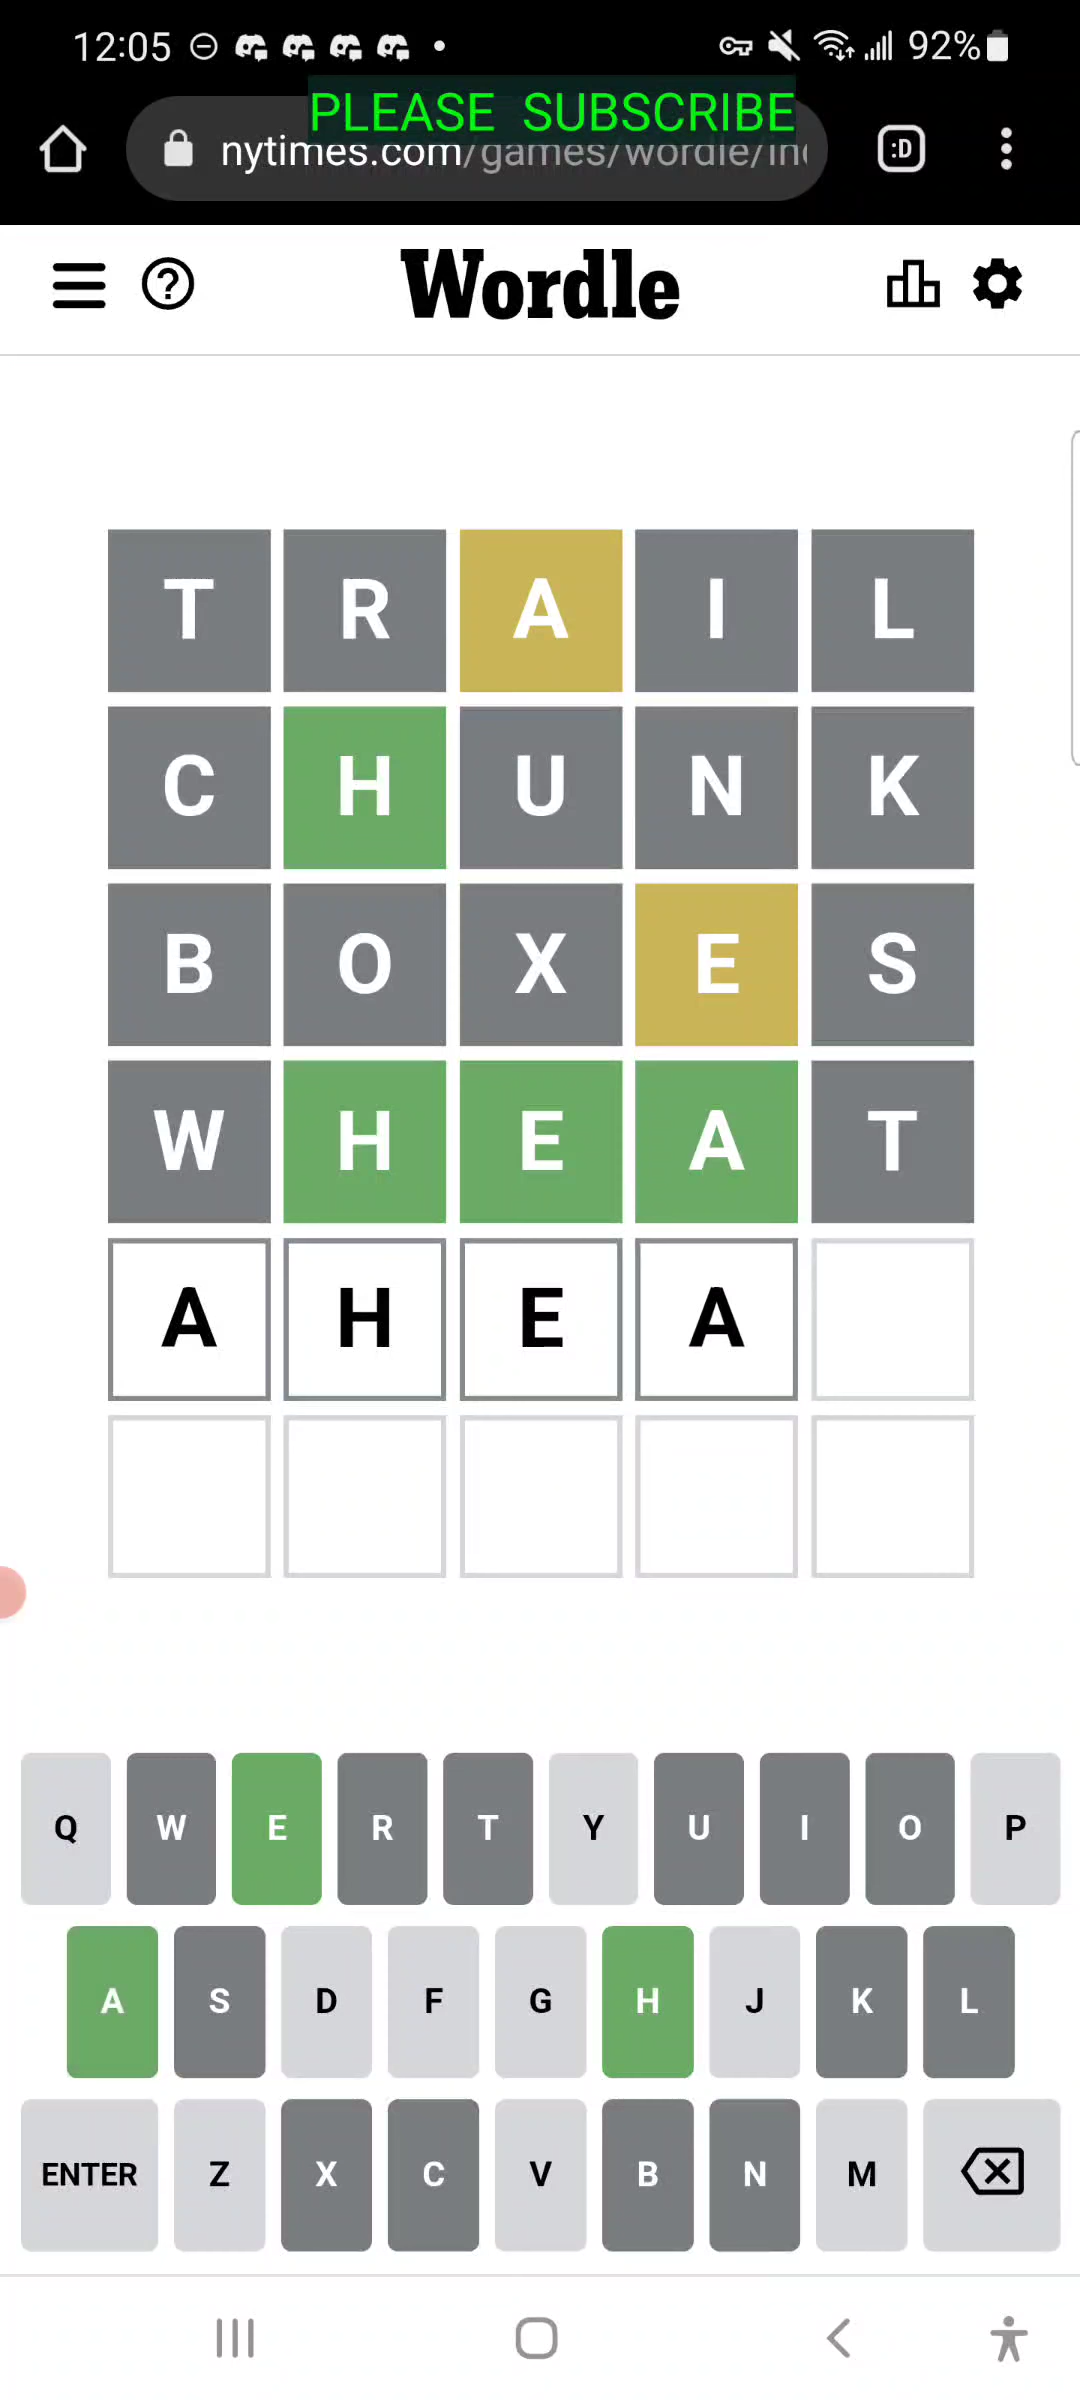 12:05 92%
PLEASE SUBSCRIBE
nytimes.com/games/wordle/in
:D
Wordle
T R A I L
C H U N K
B O X E S
W H E A T
A H E A
Q W E R T Y U I O P
A S D F G H J K L
ENTER Z X C V B N M